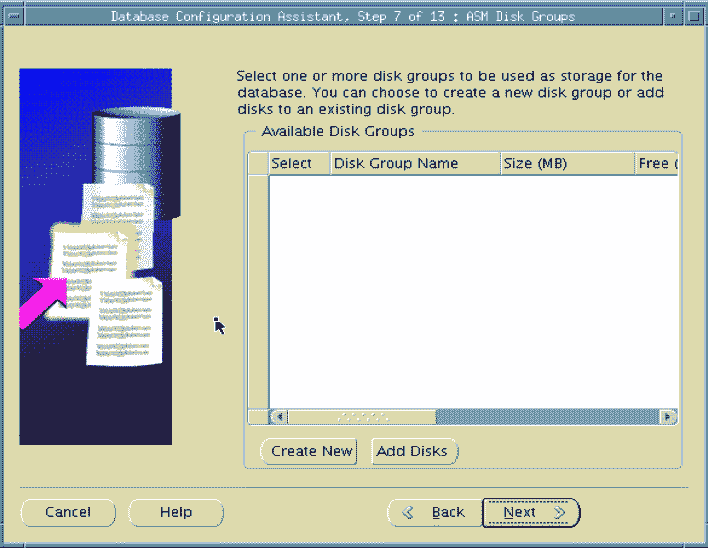 Database Configuration Assistant, Step 7 of 13 : ASM Disk Groups
Select one or more disk groups to be used as storage for the
database. You can choose to create a new disk group or add
disks to an existing disk group.
Available Disk Groups
Select Disk Group Name Size (MB) Free (
Create New Add Disks
Cancel Help Back Next